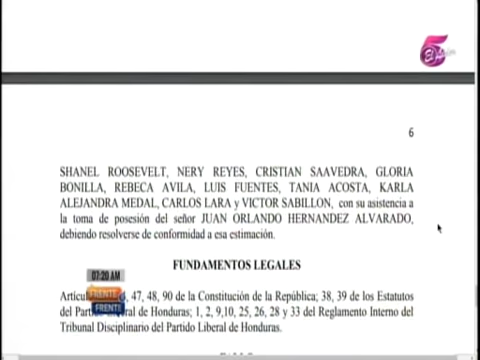 5
El
6
SHANEL ROOSEVELT, NERY REYES, CRISTIAN SAAVEDRA, GLORIA
BONILLA, REBECA AVILA, LUIS FUENTES, TANIA ACOSTA, KARLA
ALEJANDRA MEDAL, CARLOS LARA y VICTOR SABILLON, con su asistencia a
la toma de posesión del señor JUAN ORLANDO HERNANDEZ ALVARADO,
debiendo resolverse de conformidad a esa estimación.
FUNDAMENTOS LEGALES
07:20 AM
FRENTE
FRENTE
47, 48, 90 de la Constitución de la República; 38, 39 de los Estatutos
del de Honduras; 1, 2, 9,10, 25, 26, 28 y 33 del Reglamento Interno del
Tribunal Disciplinario del Partido Liberal de Honduras.